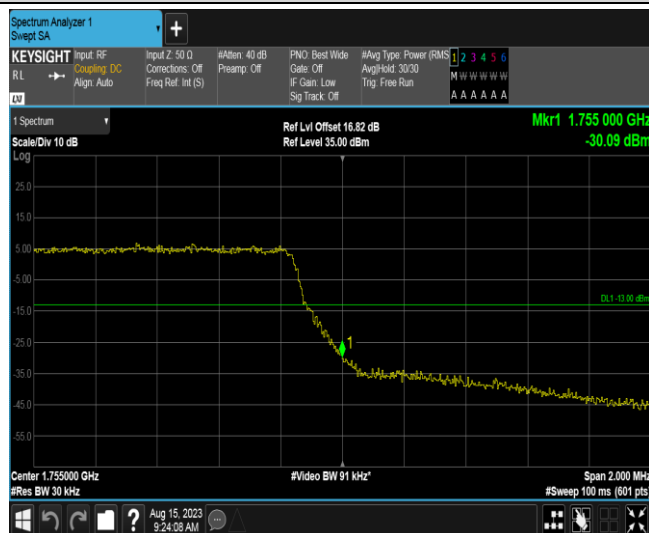 Spectrum Analyzer 1
Swept SA
KEYSIGHT
RL
LXI
Input: RF
Coupling: DC
Align: Auto
Input Z: 50 Ω
Corrections: Off
Freq Ref: Int (S)
#Atten: 40 dB
Preamp: Off
PNO: Best Wide
Gate: Off
IF Gain: Low
Sig Track: Off
#Avg Type: Power (RMS
Avg|Hold: 30/30
Trig: Free Run
1 2 3 4 5 6
M W W W W W
A A A A A A
1 Spectrum
Scale/Div 10 dB
Log
Ref Lvl Offset 16.82 dB
Ref Level 35.00 dBm
Mkr1 1.755 000 GHz
-30.09 dBm
25.0
15.0
5.00
-5.00
DL1 -13.00 dBm
-15.0
1
-25.0
-35.0
-45.0
-55.0
Center 1.755000 GHz
#Res BW 30 kHz
#Video BW 91 kHz*
Span 2.000 MHz
#Sweep 100 ms (601 pts)
?
Aug 15, 2023
9:24:08 AM